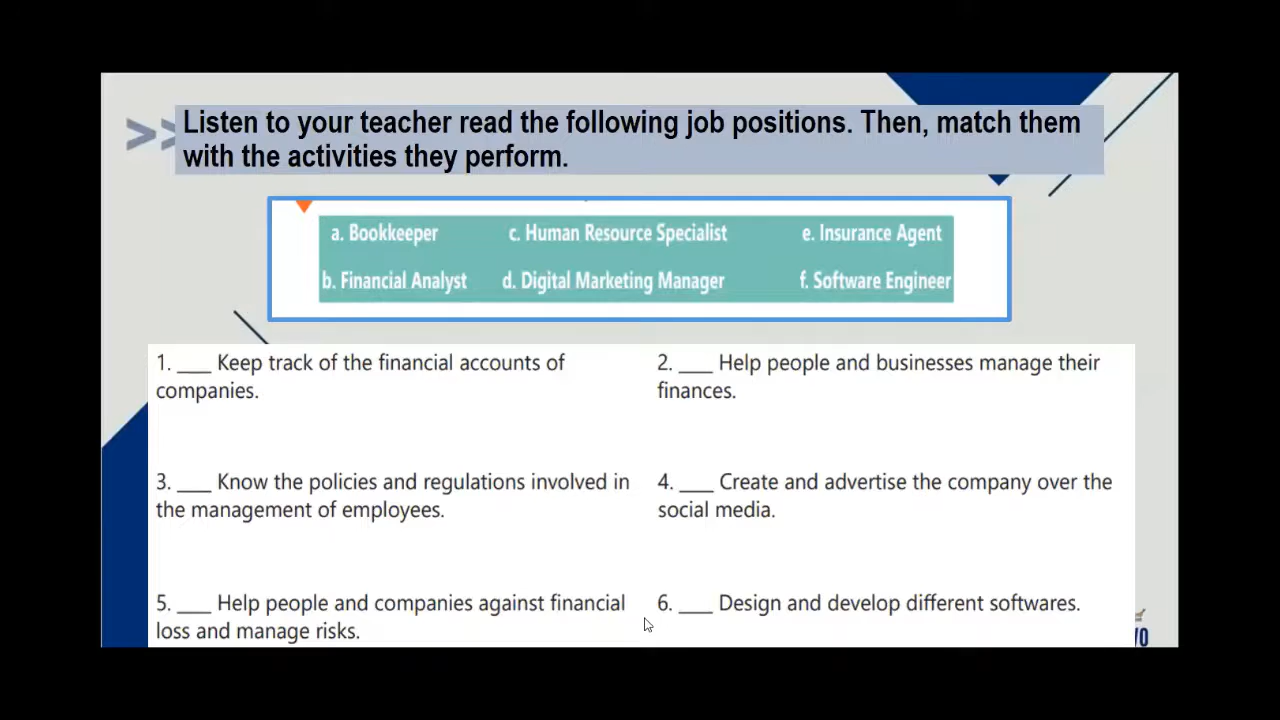 >> Listen to your teacher read the following job positions. Then, match them
with the activities they perform.
a. Bookkeeper c. Human Resource Specialist e. Insurance Agent
b. Financial Analyst d. Digital Marketing Manager f. Software Engineer
1. ___ Keep track of the financial accounts of
companies.
2. ___ Help people and businesses manage their
finances.
3. ___ Know the policies and regulations involved in
the management of employees.
4. ___ Create and advertise the company over the
social media.
5. ___ Help people and companies against financial
loss and manage risks.
6. ___ Design and develop different softwares.